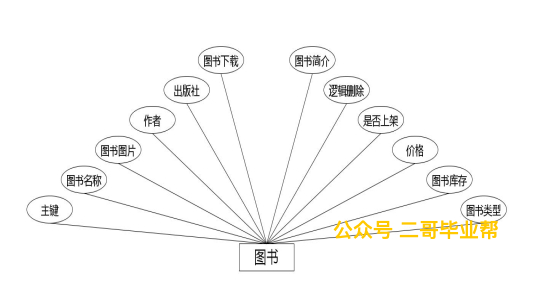 图书下载
图书简介
出版社
逻辑删除
作者
是否上架
图书图片
价格
图书名称
图书库存
主键
图书类型
公众号 二哥毕业帮
图书